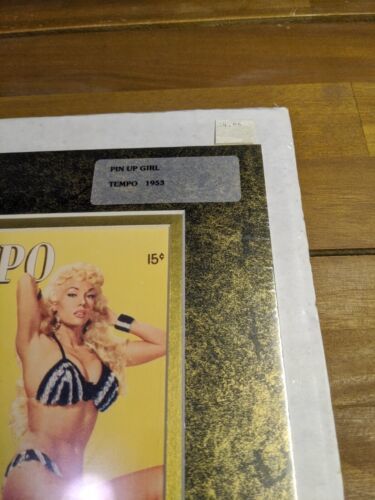 PIN UP GIRL
TEMPO 1953
PO
15¢